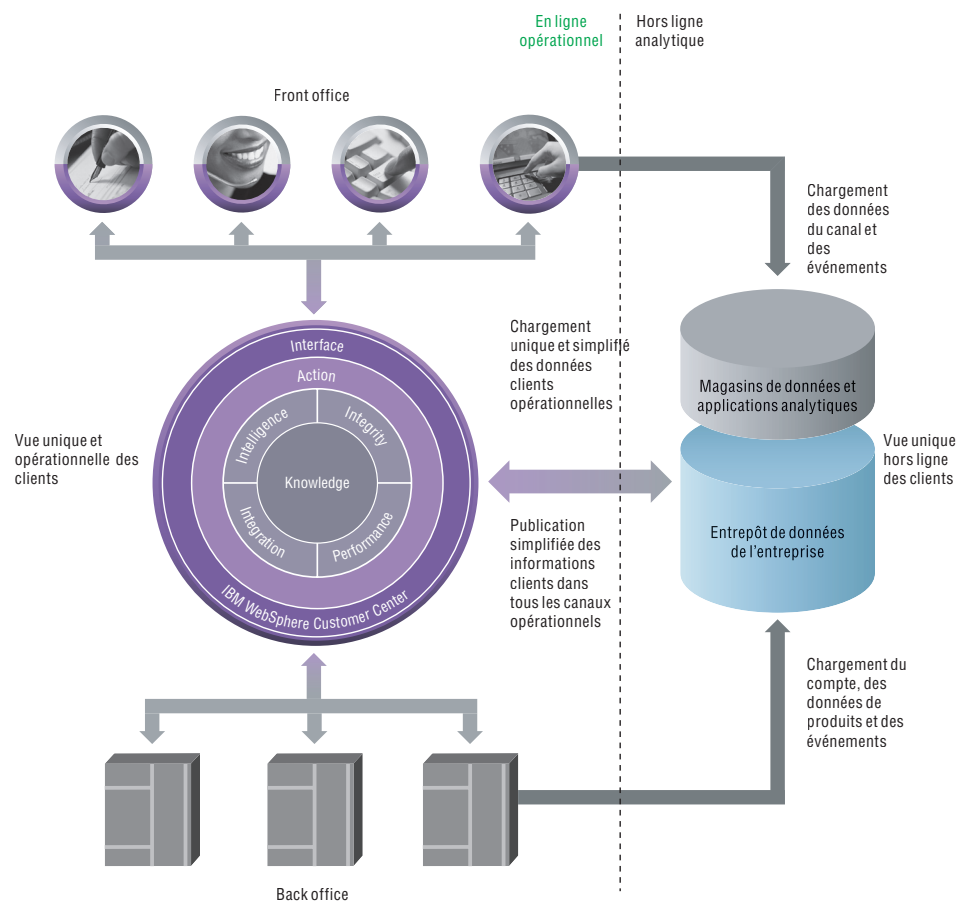 En ligne
opérationnel
Hors ligne
analytique
Front office
Chargement
des données
du canal et
des
événements
Interface
Action
Intelligence
Integrity
Knowledge
Integration
Performance
IBM WebSphere Customer Center
Vue unique et
opérationnelle des
clients
Chargement
unique et simplifié
des données
clients
opérationnelles
Magasins de données et
applications analytiques
Vue unique
hors ligne
des clients
Entrepôt de données
de l'entreprise
Publication
simplifiée des
informations
clients dans
tous les canaux
opérationnels
Chargement du
compte, des
données de
produits et des
événements
Back office